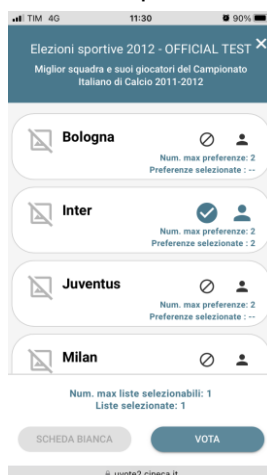 TIM 4G 11:30 90%
Elezioni sportive 2012 - OFFICIAL TEST ×
Miglior squadra e suoi giocatori del Campionato
Italiano di Calcio 2011-2012
Bologna
Num. max preferenze: 2
Preferenze selezionate : --
Inter
Num. max preferenze: 2
Preferenze selezionate : 2
Juventus
Num. max preferenze: 2
Preferenze selezionate : --
Milan
Num. max liste selezionabili: 1
Liste selezionate: 1
SCHEDA BIANCA VOTA
uvote2.cineca.it